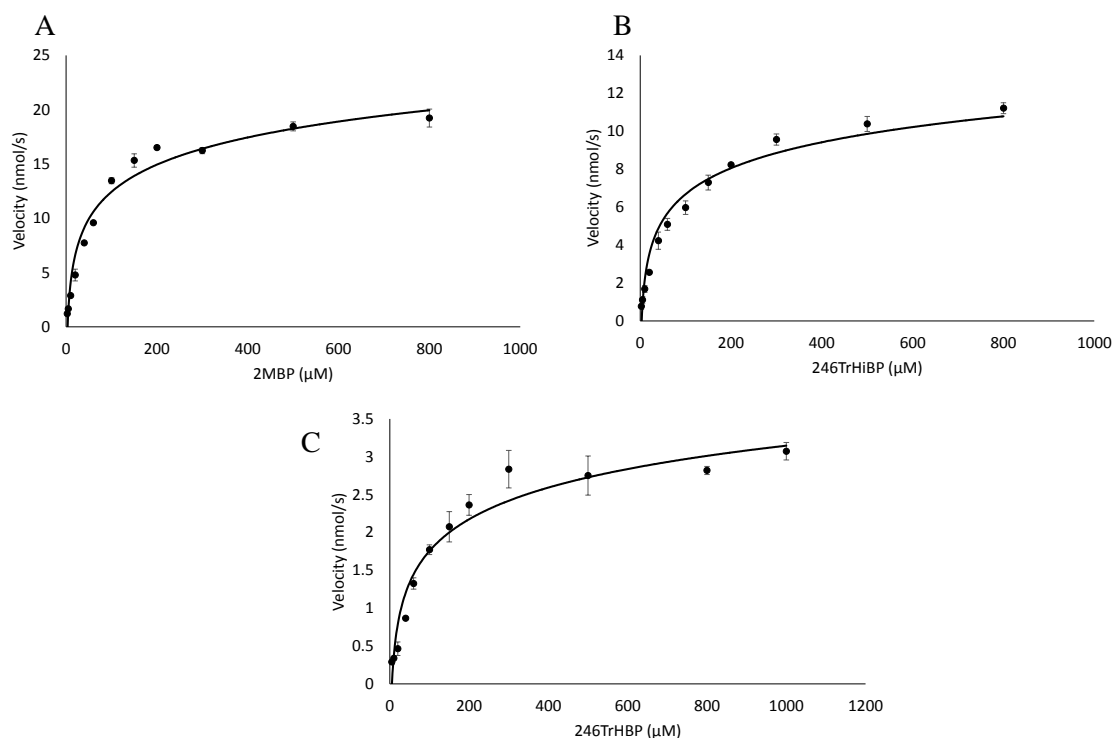 A
25
20
15
10
5
0
Velocity (nmol/s)
0 200 400 600 800 1000
2MBP (µM)
B
14
12
10
8
6
4
2
0
Velocity (nmol/s)
0 200 400 600 800 1000
246TrHiBP (µM)
C
3.5
3
2.5
2
1.5
1
0.5
0
Velocity (nmol/s)
0 200 400 600 800 1000 1200
246TrHBP (µM)